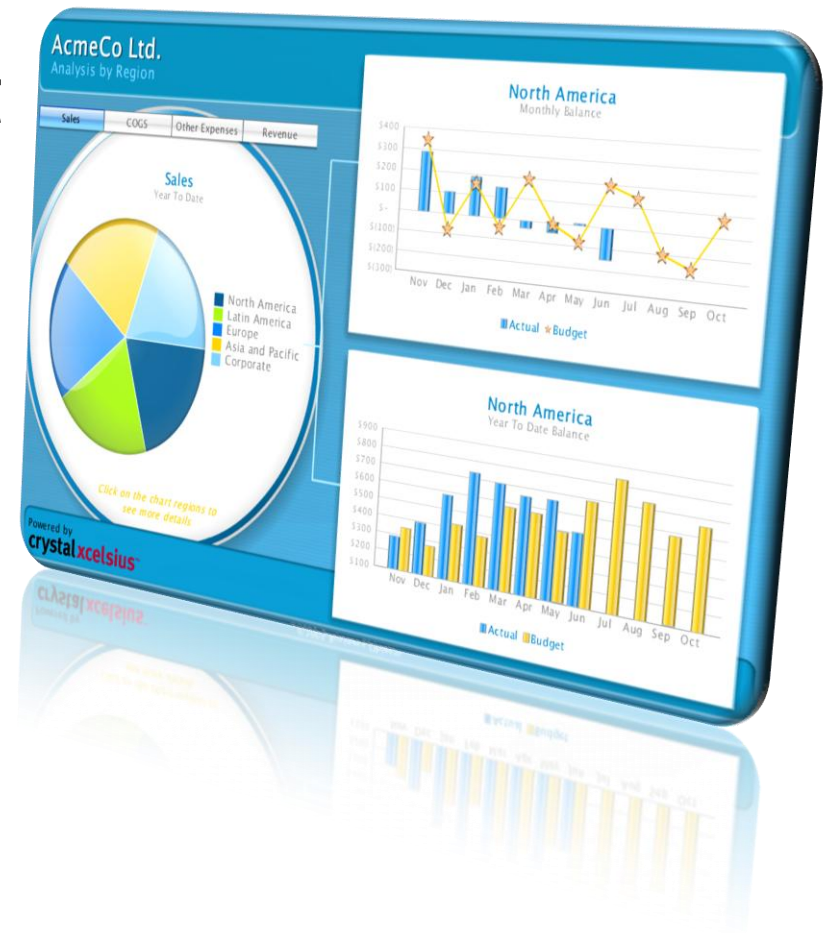 AcmeCo Ltd.
Analysis by Region
Sales
COGS
Other Expenses
Revenue
Sales
Year To Date
North America
Latin America
Europe
Asia and Pacific
Corporate
Click on the chart regions to
see more details
Powered by
crystal xcelsius™
North America
Monthly Balance
$400
$300
$200
$100
$-
$(100)
$(200)
$(300)
Nov Dec Jan Feb Mar Apr May Jun Jul Aug Sep Oct
Actual Budget
North America
Year To Date Balance
$900
$800
$700
$600
$500
$400
$300
$200
$100
Nov Dec Jan Feb Mar Apr May Jun Jul Aug Sep Oct
Actual Budget